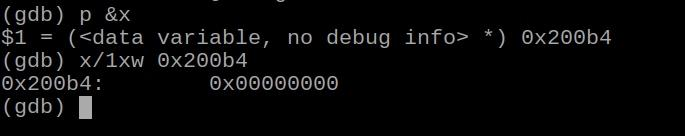 (gdb) p &x
$1 = (<data variable, no debug info> *) 0x200b4
(gdb) x/1xw 0x200b4
0x200b4:        0x00000000
(gdb)